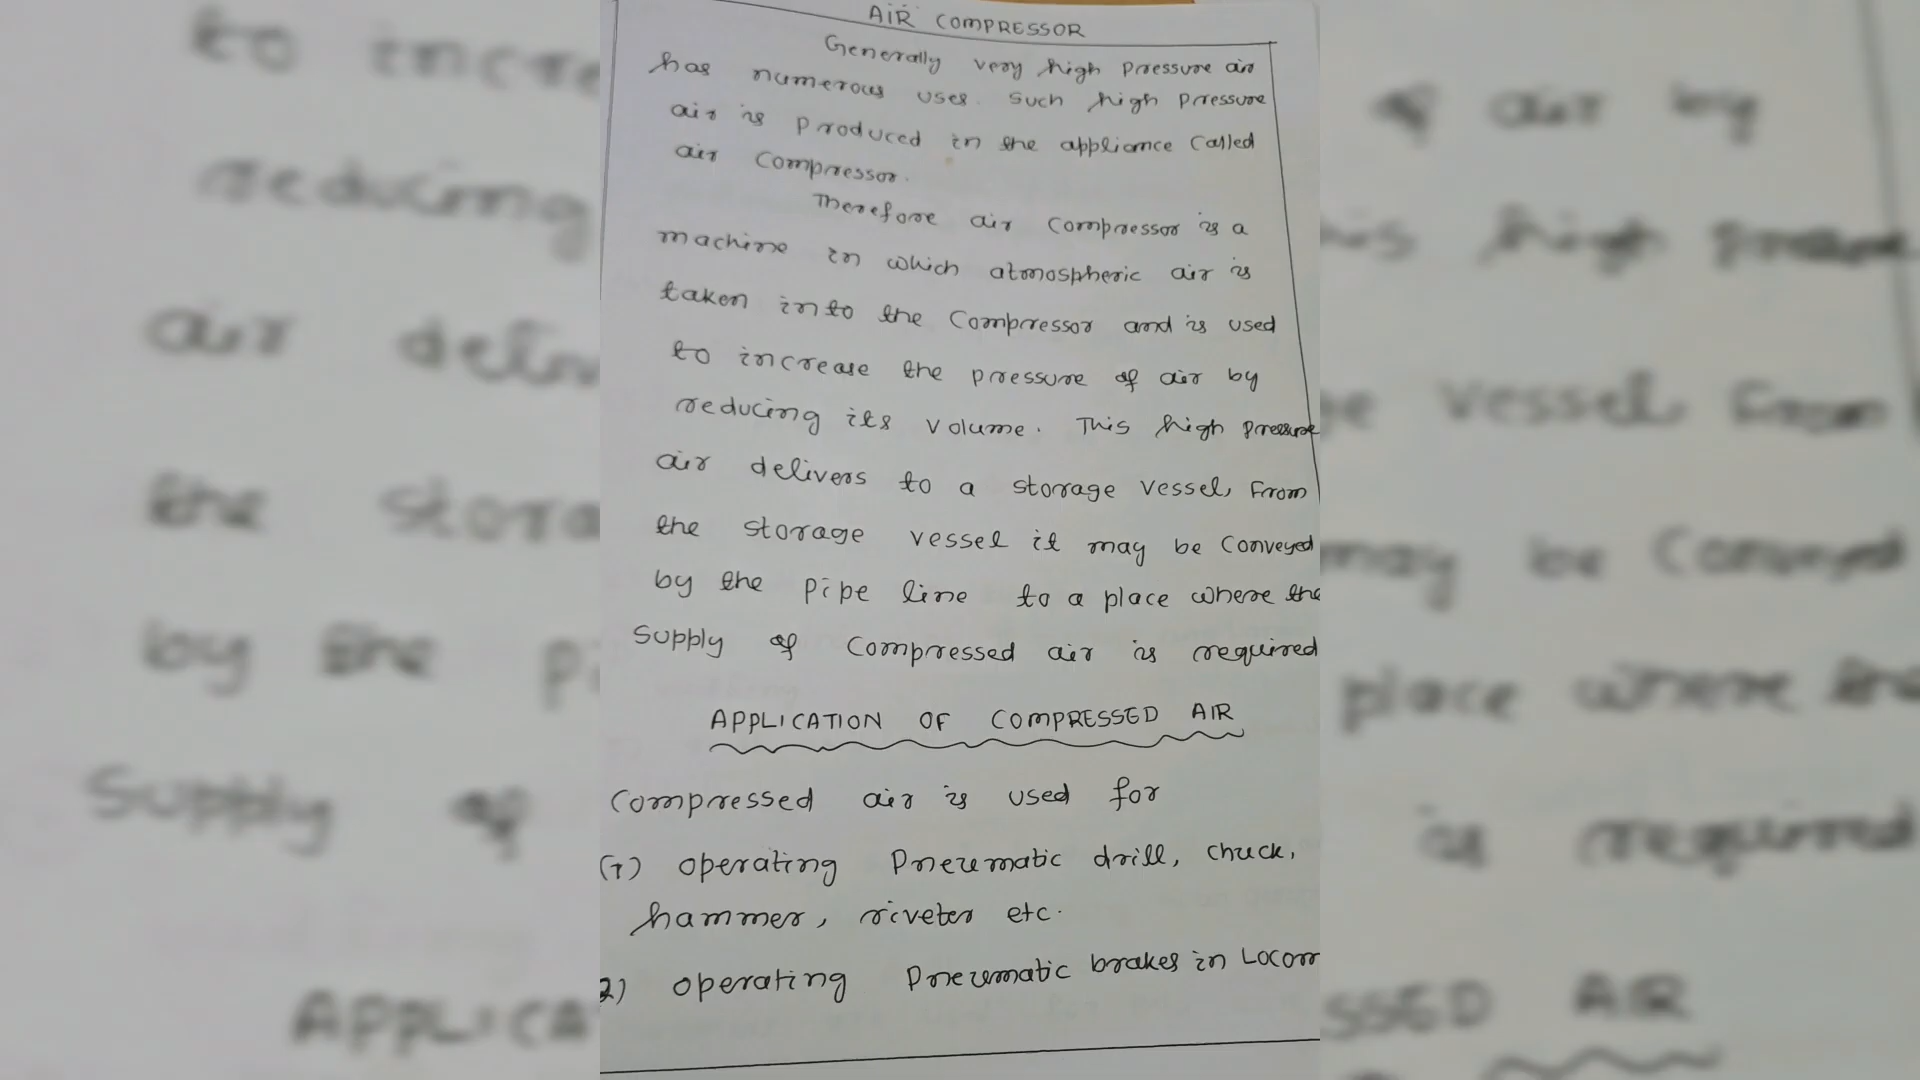 AIR COMPRESSOR
Generally very high pressure air
has numerous uses. Such high pressure
air is produced in the appliance called
air compressor.
Therefore air compressor is a
machine in which atmospheric air is
taken into the compressor and is used
to increase the pressure of air by
reducing its volume. This high pressure
air delivers to a storage vessel, From
the storage vessel it may be conveyed
by the pipe line to a place where the
supply of compressed air is required
APPLICATION OF COMPRESSED AIR
Compressed air is used for
(1) operating pneumatic drill, chuck,
hammer, riveter etc.
2) operating pneumatic brakes in Locom